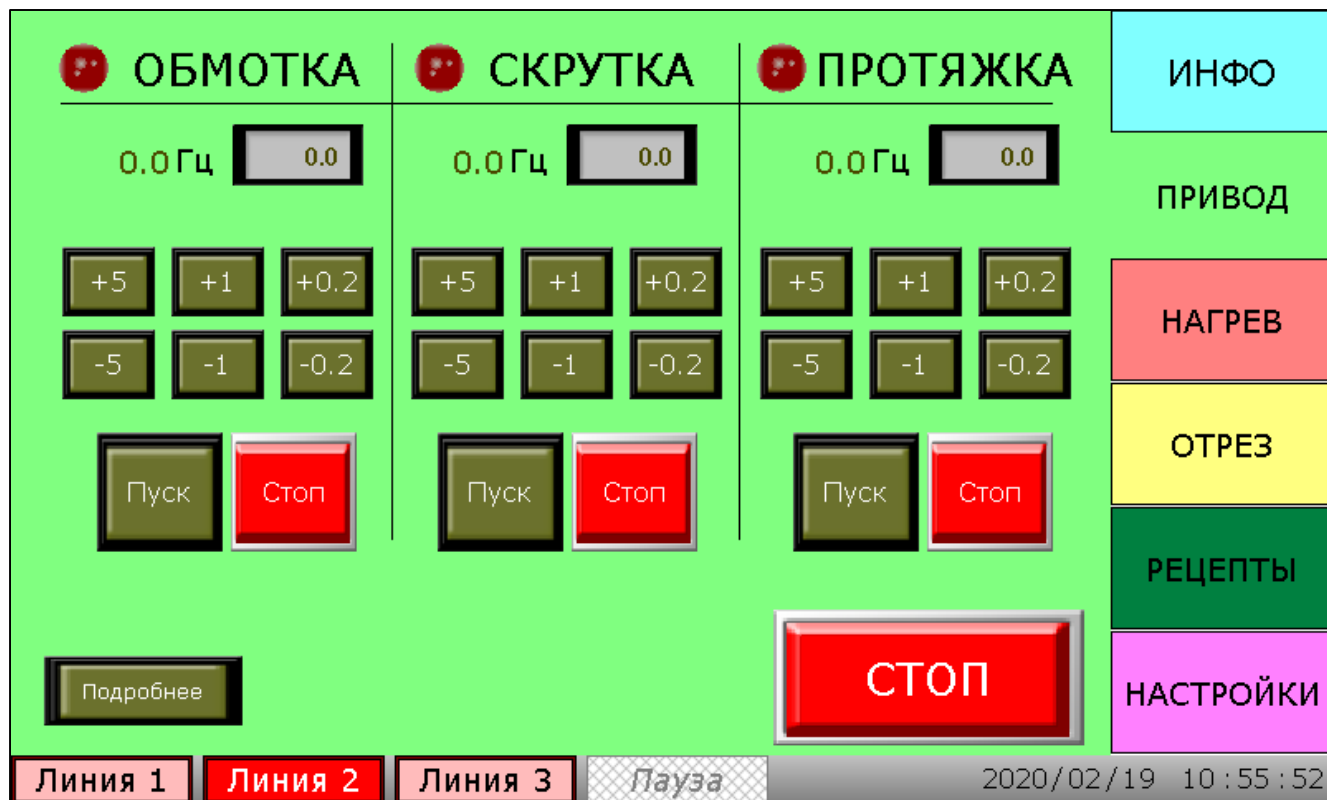 ОБМОТКА СКРУТКА ПРОТЯЖКА
0.0 Гц 0.0 0.0 Гц 0.0 0.0 Гц 0.0
+5 +1 +0.2 +5 +1 +0.2 +5 +1 +0.2
-5 -1 -0.2 -5 -1 -0.2 -5 -1 -0.2
Пуск Стоп Пуск Стоп Пуск Стоп
Подробнее СТОП
ИНФО
ПРИВОД
НАГРЕВ
ОТРЕЗ
РЕЦЕПТЫ
НАСТРОЙКИ
Линия 1 Линия 2 Линия 3 Пауза 2020/02/19 10:55:52